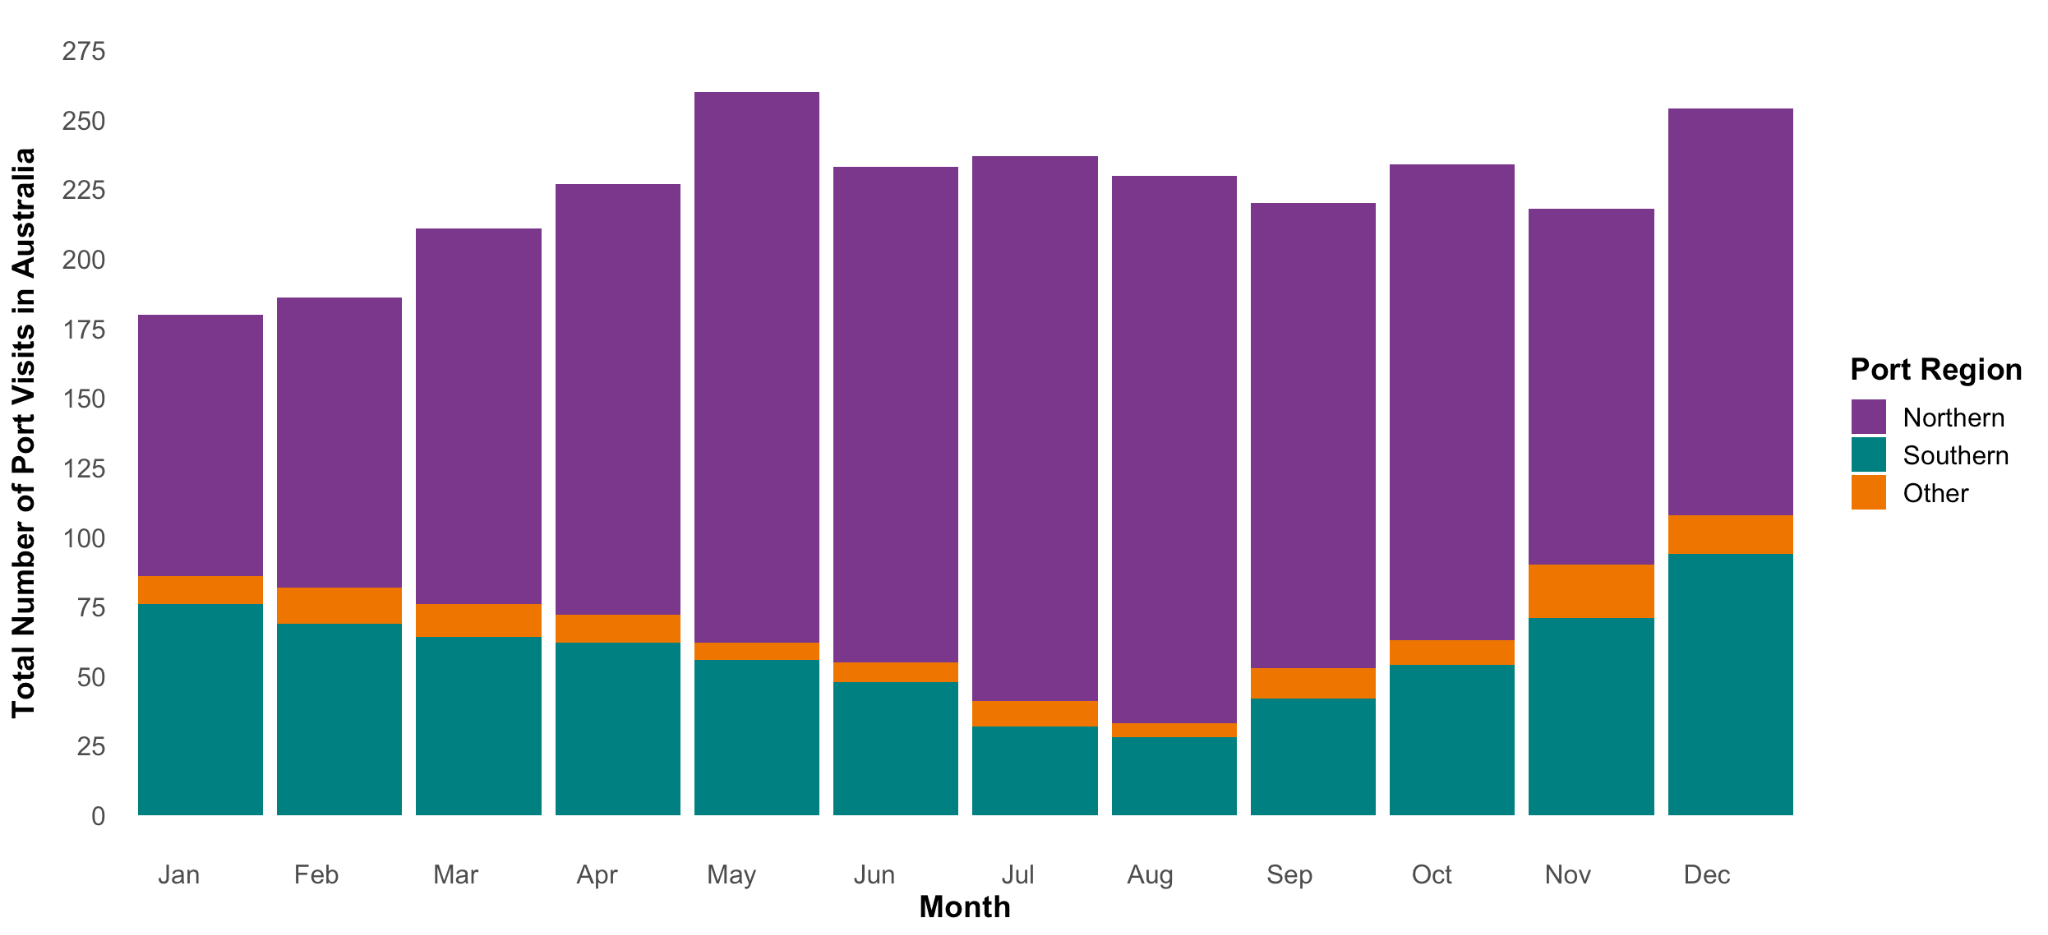 Total Number of Port Visits in Australia
275
250
225
200
175
150
125
100
75
50
25
0
Jan Feb Mar Apr May Jun Jul Aug Sep Oct Nov Dec
Month
Port Region
Northern
Southern
Other